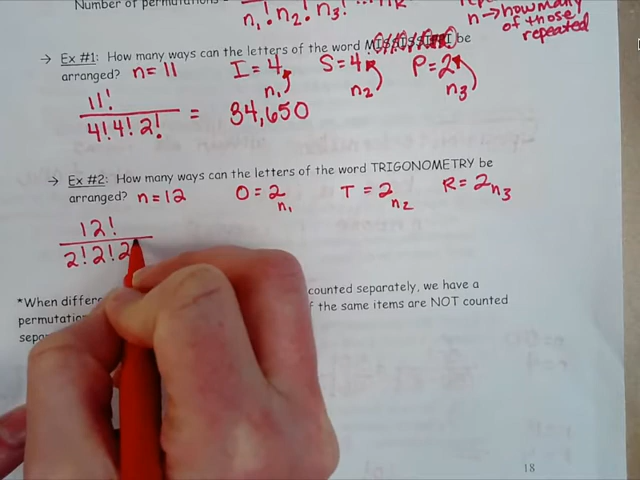 Number of permutations
n₁! n₂! n₃! ... nₖ!
n → how many
of those
repeated
→ Ex #1: How many ways can the letters of the word MISSISSIPPI be
arranged? n = 11 I = 4 S = 4 P = 2
n₁ n₂ n₃
11!
4! 4! 2! = 34,650
→ Ex #2: How many ways can the letters of the word TRIGONOMETRY be
arranged? n = 12 O = 2 T = 2 R = 2
n₁ n₂ n₃
12!
2! 2! 2
*When counted separately, we have a
of the same items are NOT counted
18